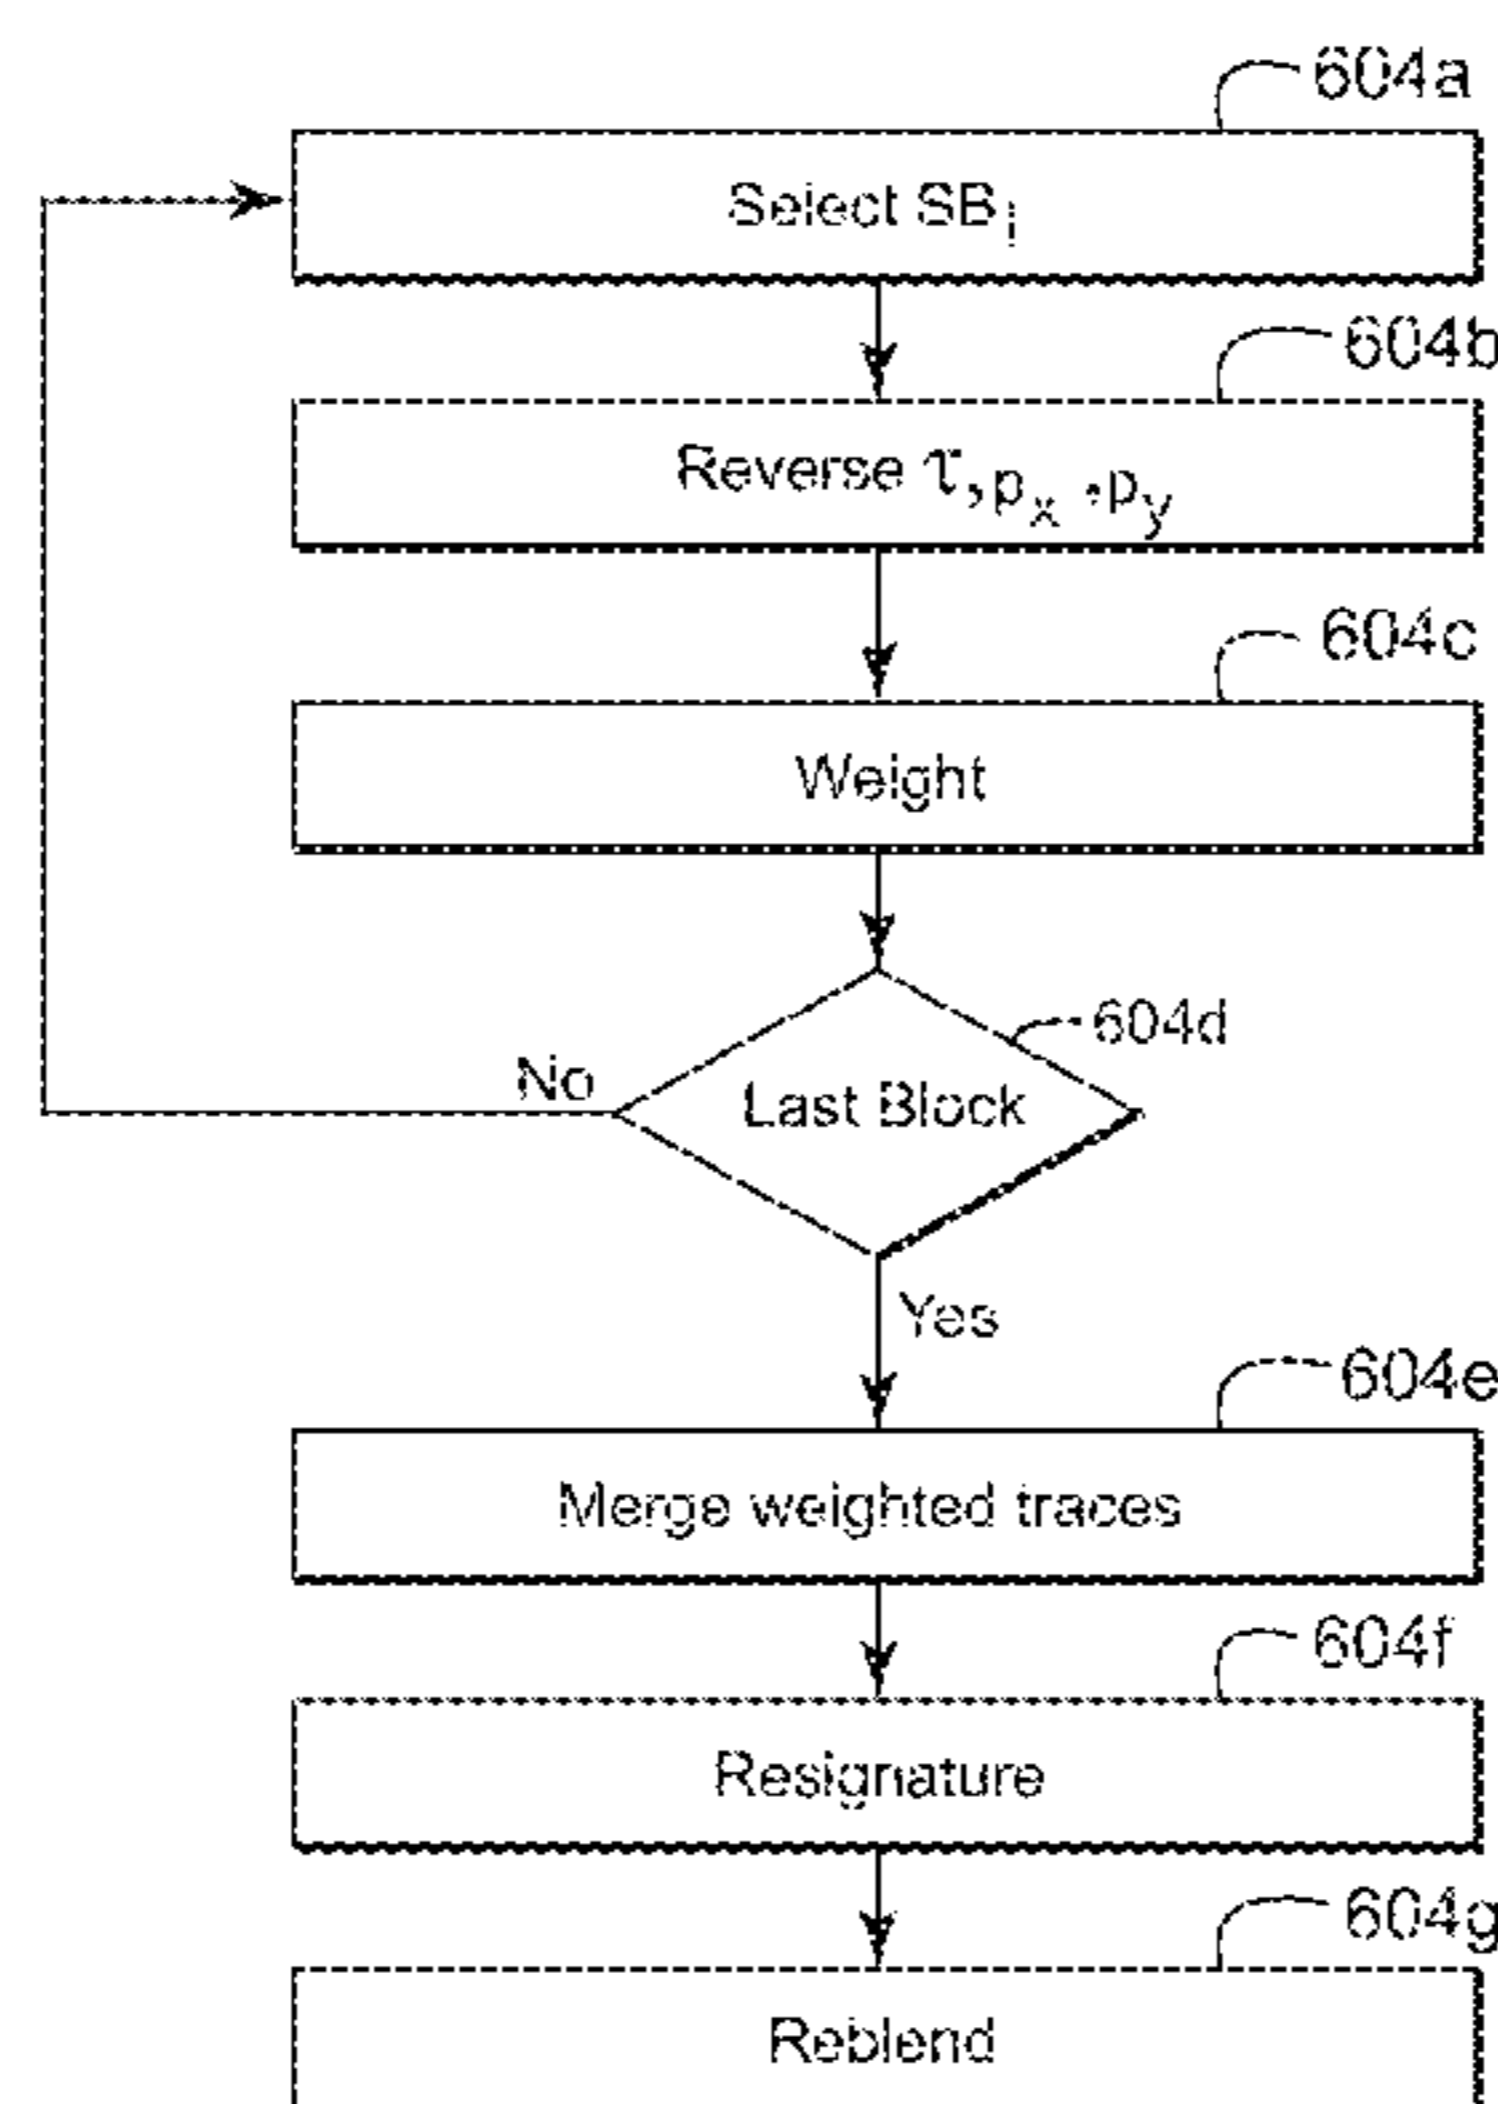 604a
Select SBi
604b
Reverse τ,px ,py
604c
Weight
604d
No
Last Block
Yes
604e
Merge weighted traces
604f
Resignature
604g
Reblend